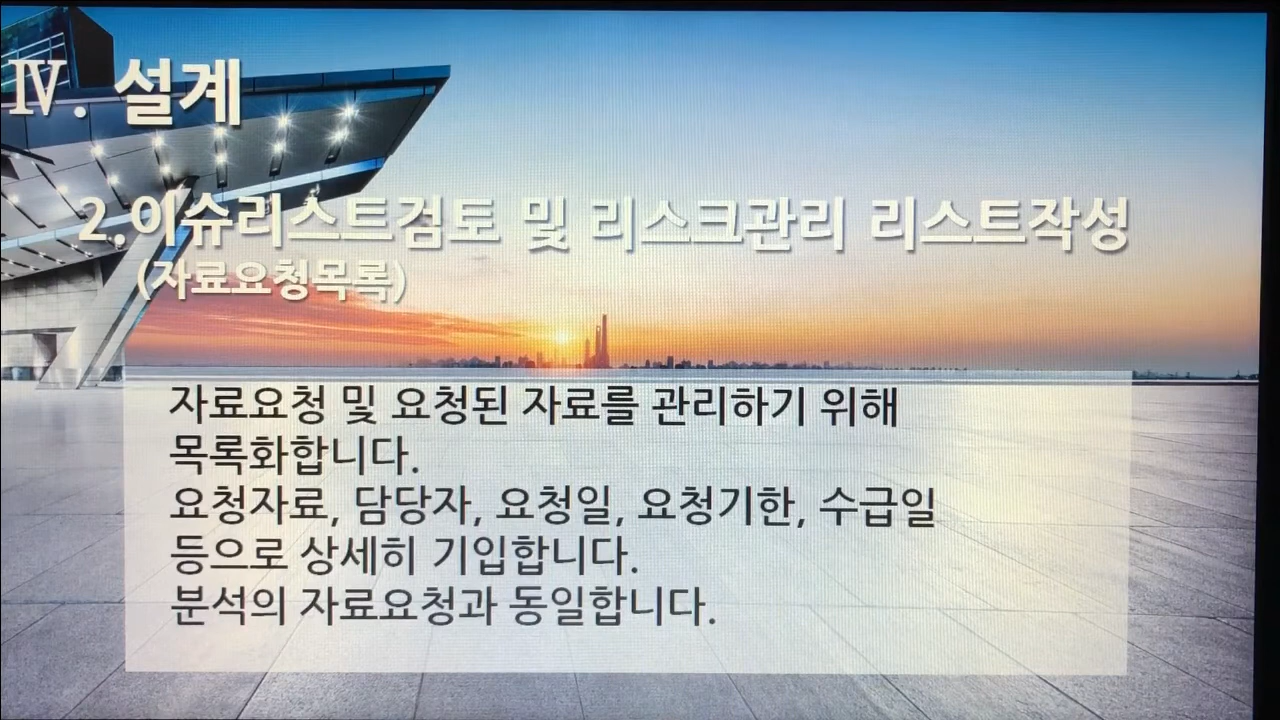 Ⅳ. 설계
2.이슈리스트검토 및 리스크관리 리스트작성
(자료요청목록)
자료요청 및 요청된 자료를 관리하기 위해
목록화합니다.
요청자료, 담당자, 요청일, 요청기한, 수급일
등으로 상세히 기입합니다.
분석의 자료요청과 동일합니다.